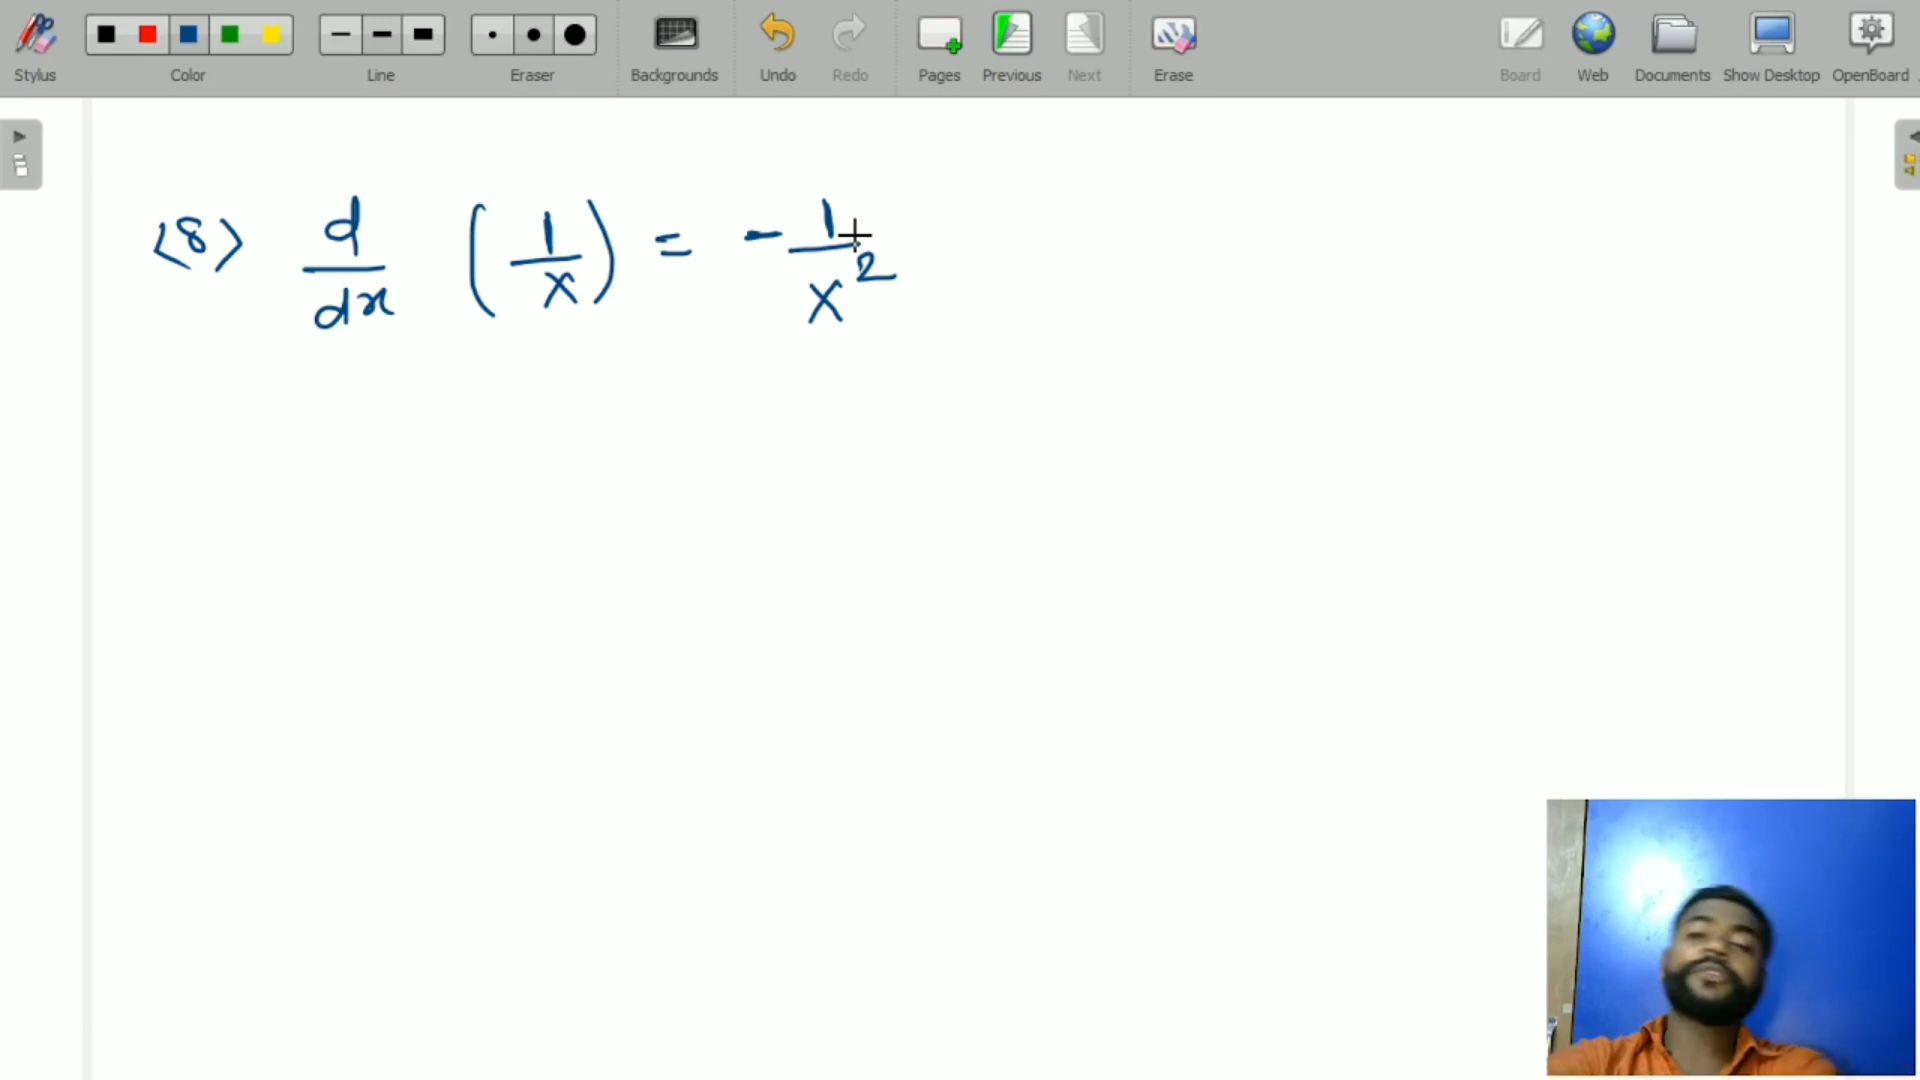 Stylus Color Line Eraser Backgrounds Undo Redo Pages Previous Next Erase Board Web Documents Show Desktop OpenBoard
<8> d/dx (1/x) = -1/x²